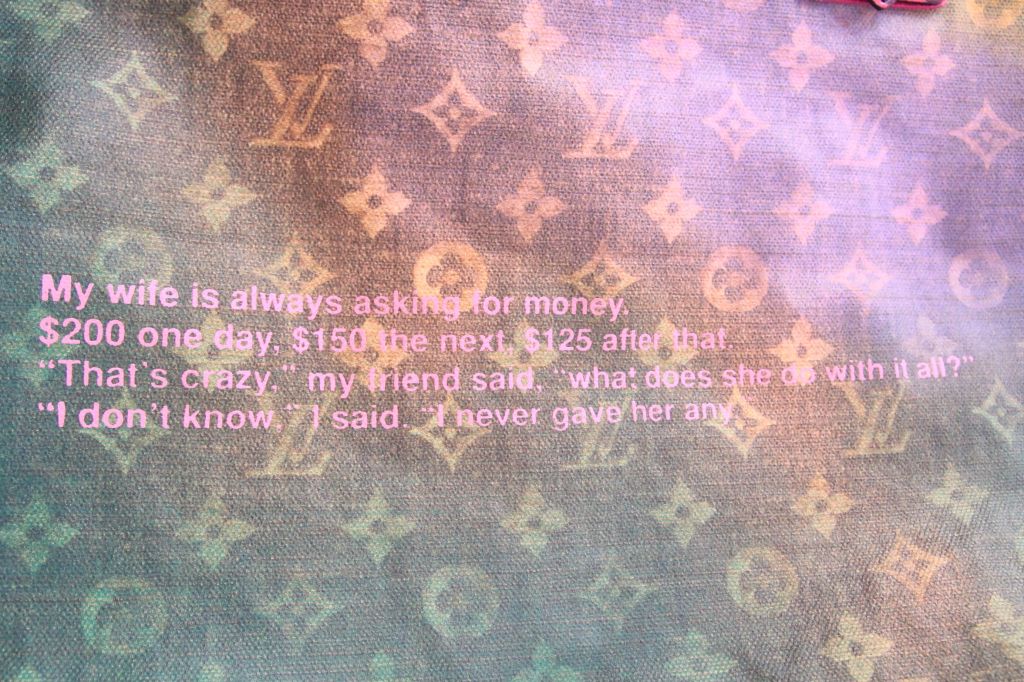 My wife is always asking for money.
$200 one day, $150 the next, $125 after that.
“That's crazy,” my friend said, “what does she do with it all?”
“I don't know,” I said. “I never gave her any.”